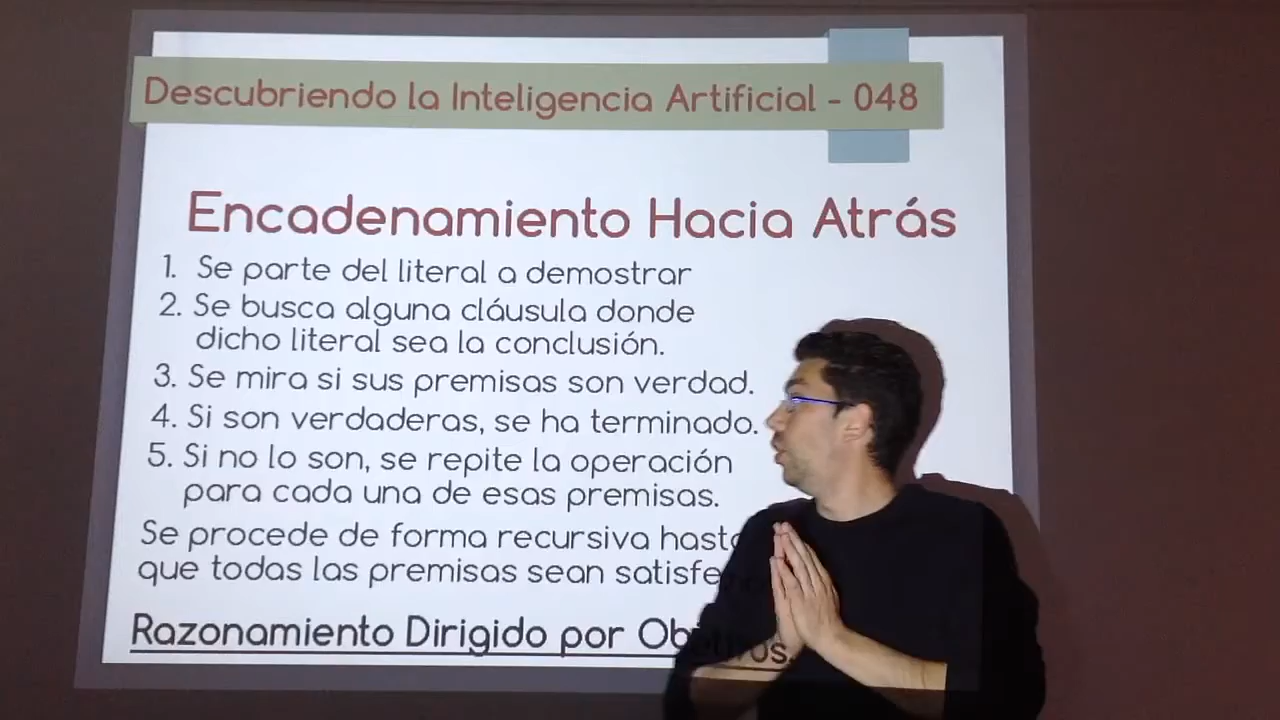 Descubriendo la Inteligencia Artificial - 048
Encadenamiento Hacia Atrás
1. Se parte del literal a demostrar
2. Se busca alguna cláusula donde
dicho literal sea la conclusión.
3. Se mira si sus premisas son verdad.
4. Si son verdaderas, se ha terminado.
5. Si no lo son, se repite la operación
para cada una de esas premisas.
Se procede de forma recursiva hasta
que todas las premisas sean
Razonamiento Dirigido por Objetivos.